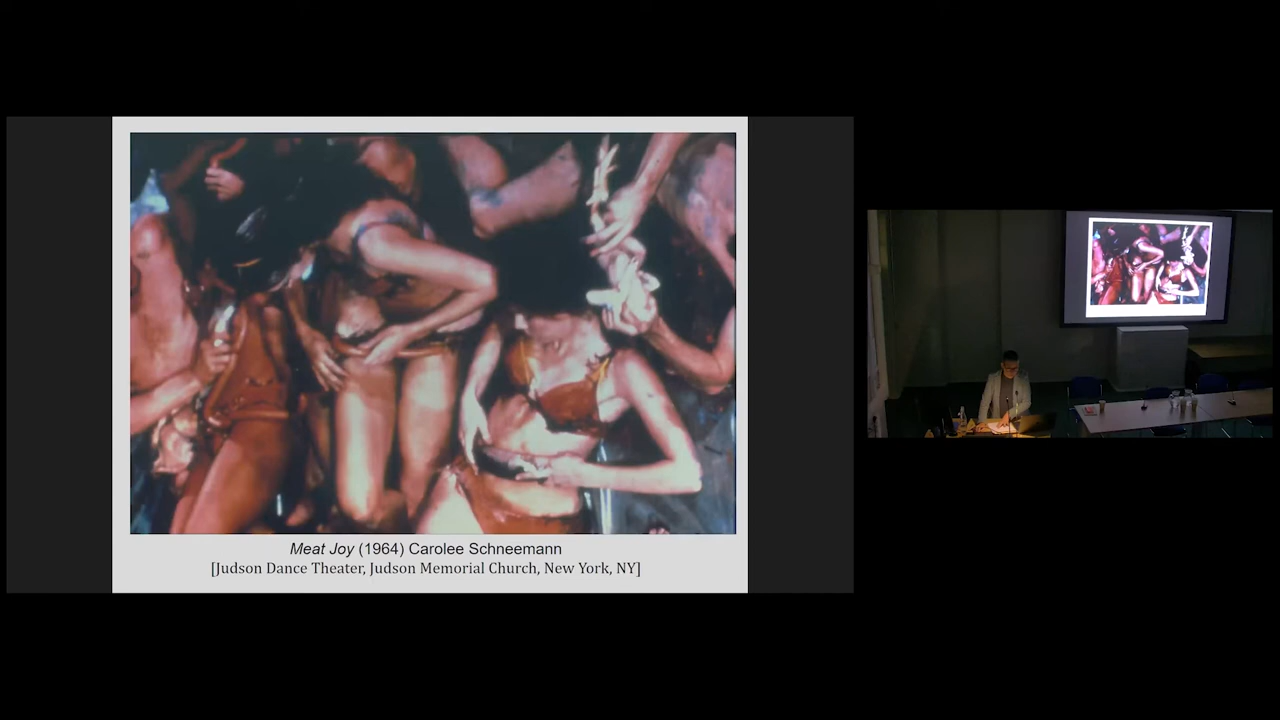 Meat Joy (1964) Carolee Schneemann
[Judson Dance Theater, Judson Memorial Church, New York, NY]